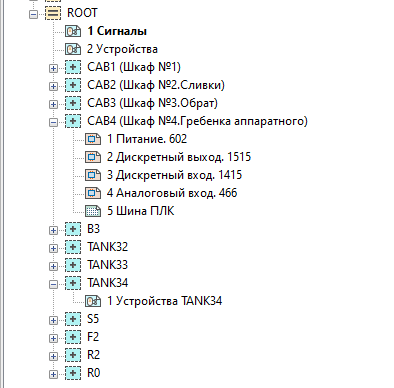 ROOT
1 Сигналы
2 Устройства
CAB1 (Шкаф №1)
CAB2 (Шкаф №2.Сливки)
CAB3 (Шкаф №3.Обрат)
CAB4 (Шкаф №4.Гребенка аппаратного)
1 Питание. 602
2 Дискретный выход. 1515
3 Дискретный вход. 1415
4 Аналоговый вход. 466
5 Шина ПЛК
B3
TANK32
TANK33
TANK34
1 Устройства TANK34
S5
F2
R2
R0